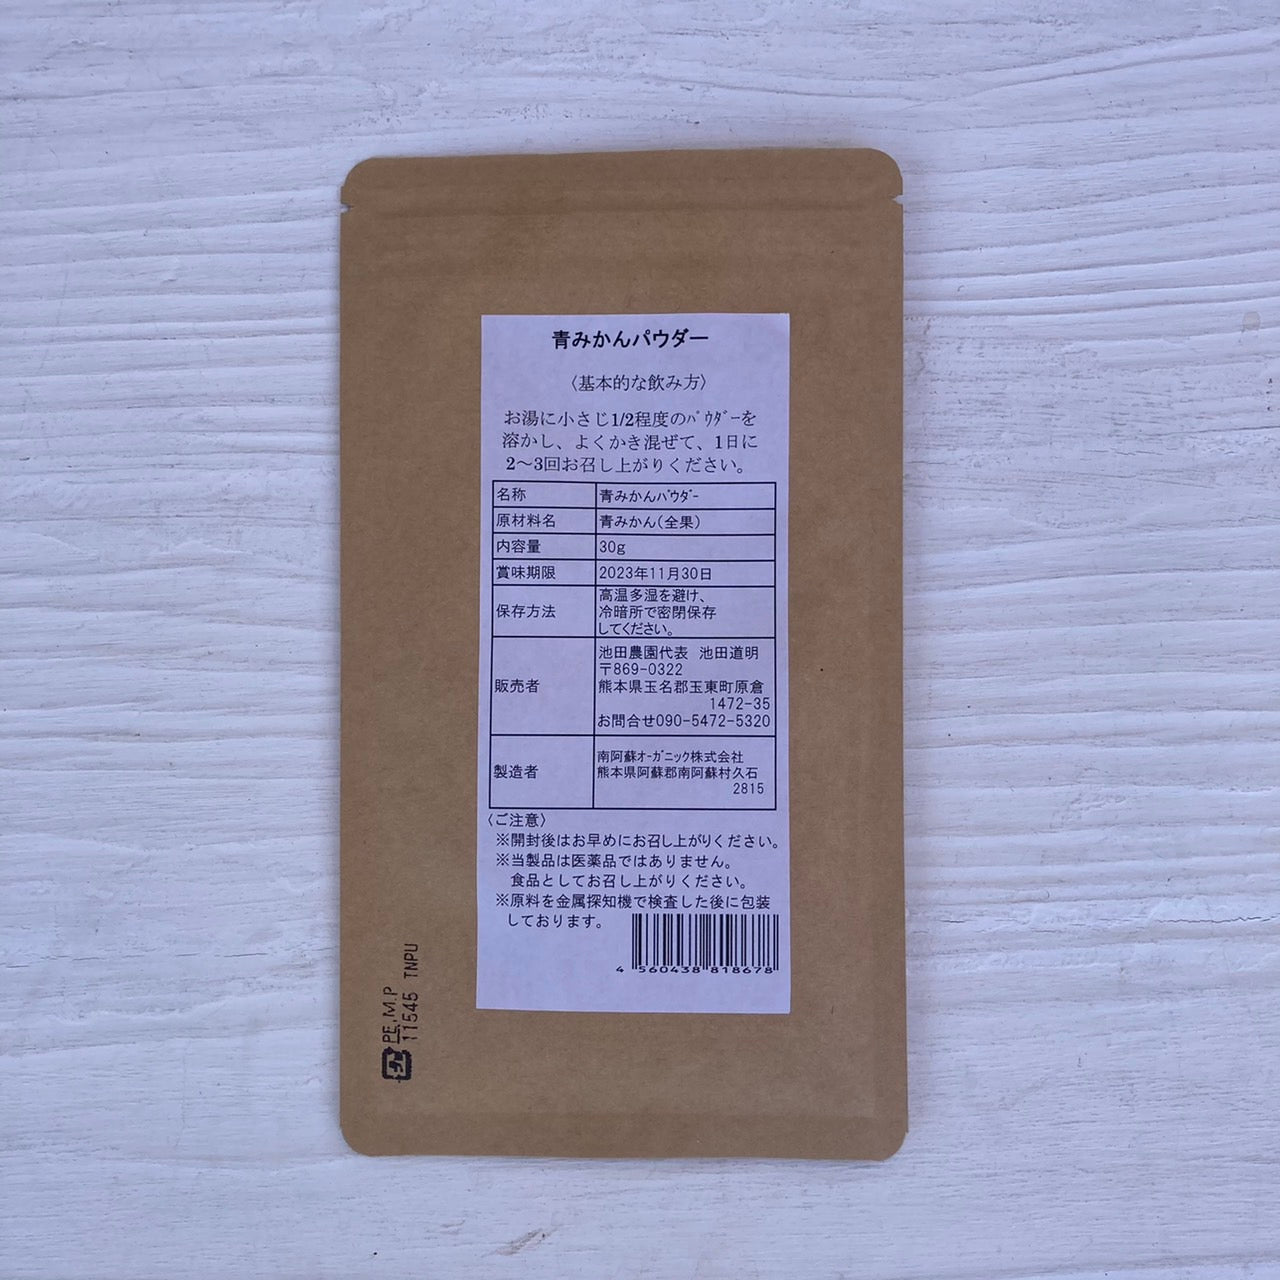 青みかんパウダー
〈基本的な飲み方〉
お湯に小さじ1/2程度のﾊﾟｳﾀﾞｰを
溶かし、よくかき混ぜて、1日に
2～3回お召し上がりください。
名称 青みかんﾊﾟｳﾀﾞｰ
原材料名 青みかん(全果)
内容量 30g
賞味期限 2023年11月30日
保存方法 高温多湿を避け、
冷暗所で密閉保存
してください。
販売者 池田農園代表 池田道明
〒869-0322
熊本県玉名郡玉東町原倉
1472-35
お問合せ090-5472-5320
製造者 南阿蘇ｵｰｶﾞﾆｯｸ株式会社
熊本県阿蘇郡南阿蘇村久石
2815
〈ご注意〉
※開封後はお早めにお召し上がりください。
※当製品は医薬品ではありません。
食品としてお召し上がりください。
※原料を金属探知機で検査した後に包装
しております。
4 560438 818678
プラ PE,M,P
11545 TNPU